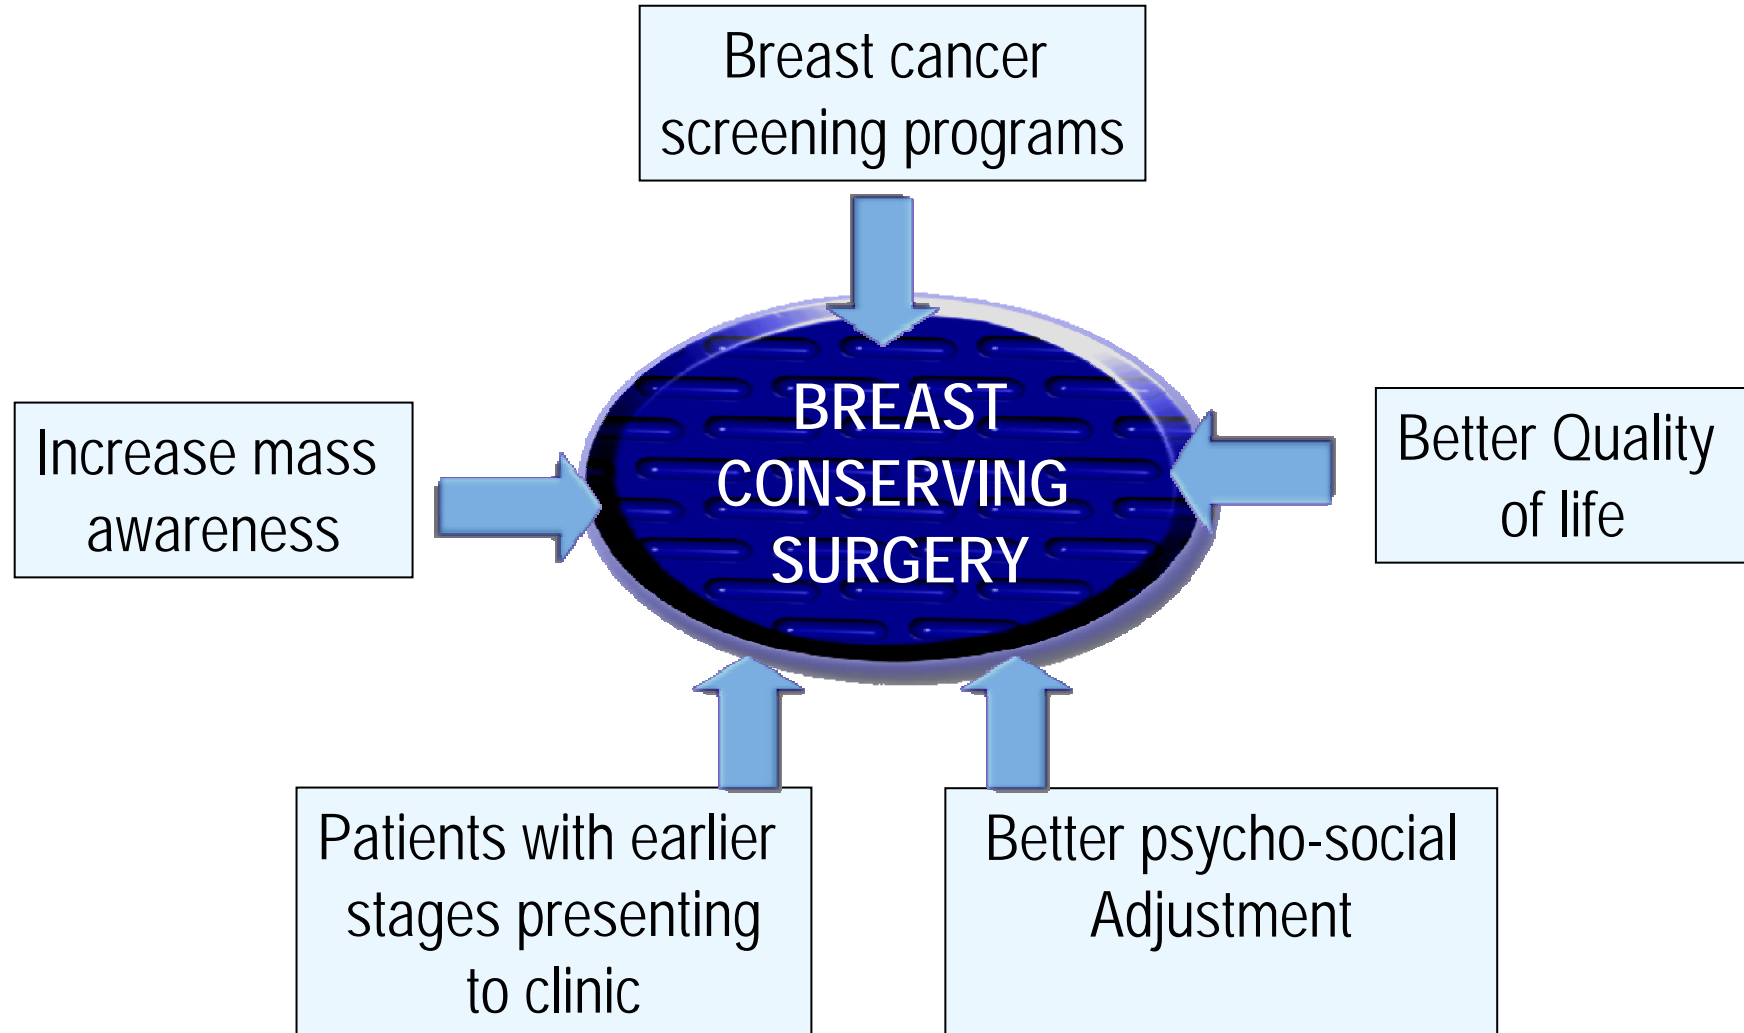 Breast cancer
screening programs
BREAST
CONSERVING
SURGERY
Increase mass
awareness
Better Quality
of life
Patients with earlier
stages presenting
to clinic
Better psycho-social
Adjustment